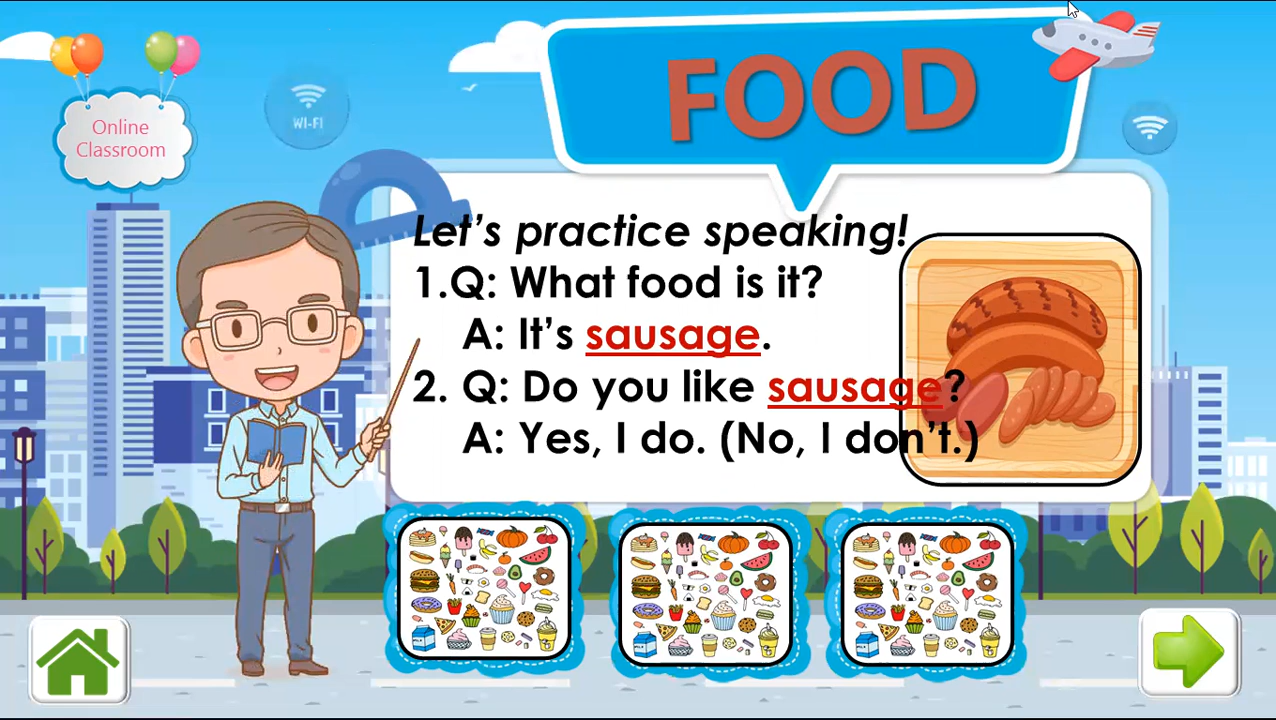 Online
Classroom
WI-FI
FOOD
Let's practice speaking!
1.Q: What food is it?
A: It's sausage.
2. Q: Do you like sausage?
A: Yes, I do. (No, I don't.)